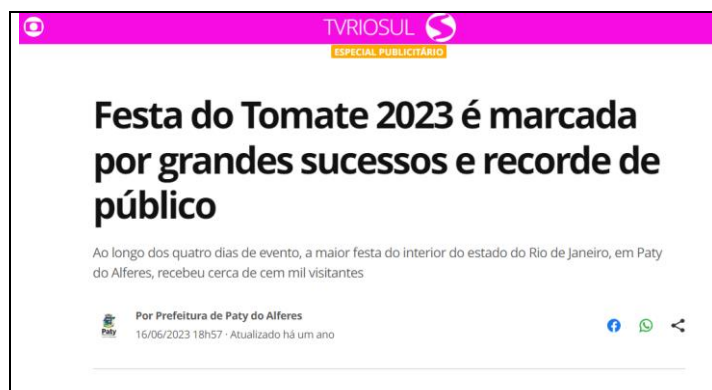 TVRIOSUL
ESPECIAL PUBLICITÁRIO
Festa do Tomate 2023 é marcada
por grandes sucessos e recorde de
público
Ao longo dos quatro dias de evento, a maior festa do interior do estado do Rio de Janeiro, em Paty
do Alferes, recebeu cerca de cem mil visitantes
Paty
Por Prefeitura de Paty do Alferes
16/06/2023 18h57 · Atualizado há um ano